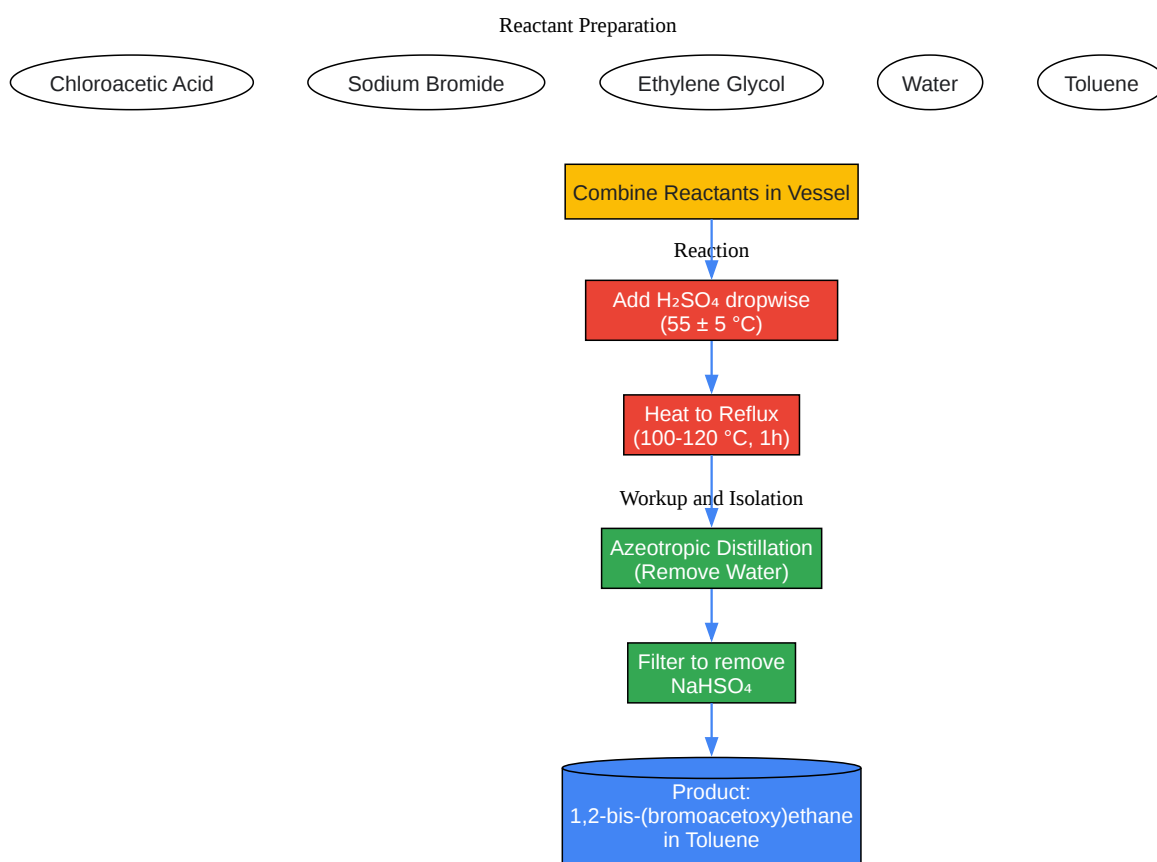 Reactant Preparation
Chloroacetic Acid
Sodium Bromide
Ethylene Glycol
Water
Toluene
Combine Reactants in Vessel
Reaction
Add H₂SO₄ dropwise
(55 ± 5 °C)
Heat to Reflux
(100-120 °C, 1h)
Workup and Isolation
Azeotropic Distillation
(Remove Water)
Filter to remove
NaHSO₄
Product:
1,2-bis-(bromoacetoxy)ethane
in Toluene